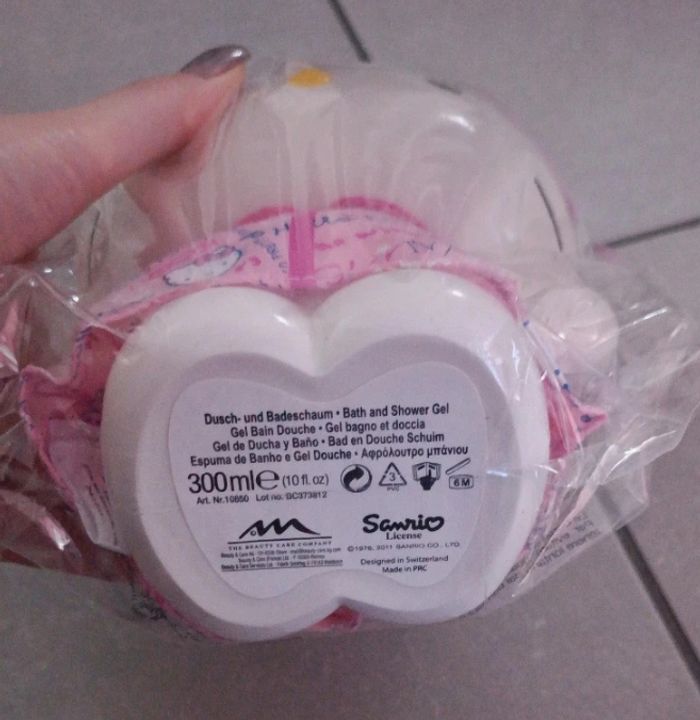 Dusch- und Badeschaum • Bath and Shower Gel
Gel Bain Douche • Gel bagno et doccia
Gel de Ducha y Baño • Bad en Douche Schuim
Espuma de Banho e Gel Douche • Αφρόλουτρο μπάνιου
300ml℮ (10 fl. oz) 3 PVC 6M
Art. Nr.10650 Lot no. BC373812
THE BEAUTY CARE COMPANY
Sanrio
License
©1976, 2011 SANRIO CO., LTD.
Designed in Switzerland
Made in PRC